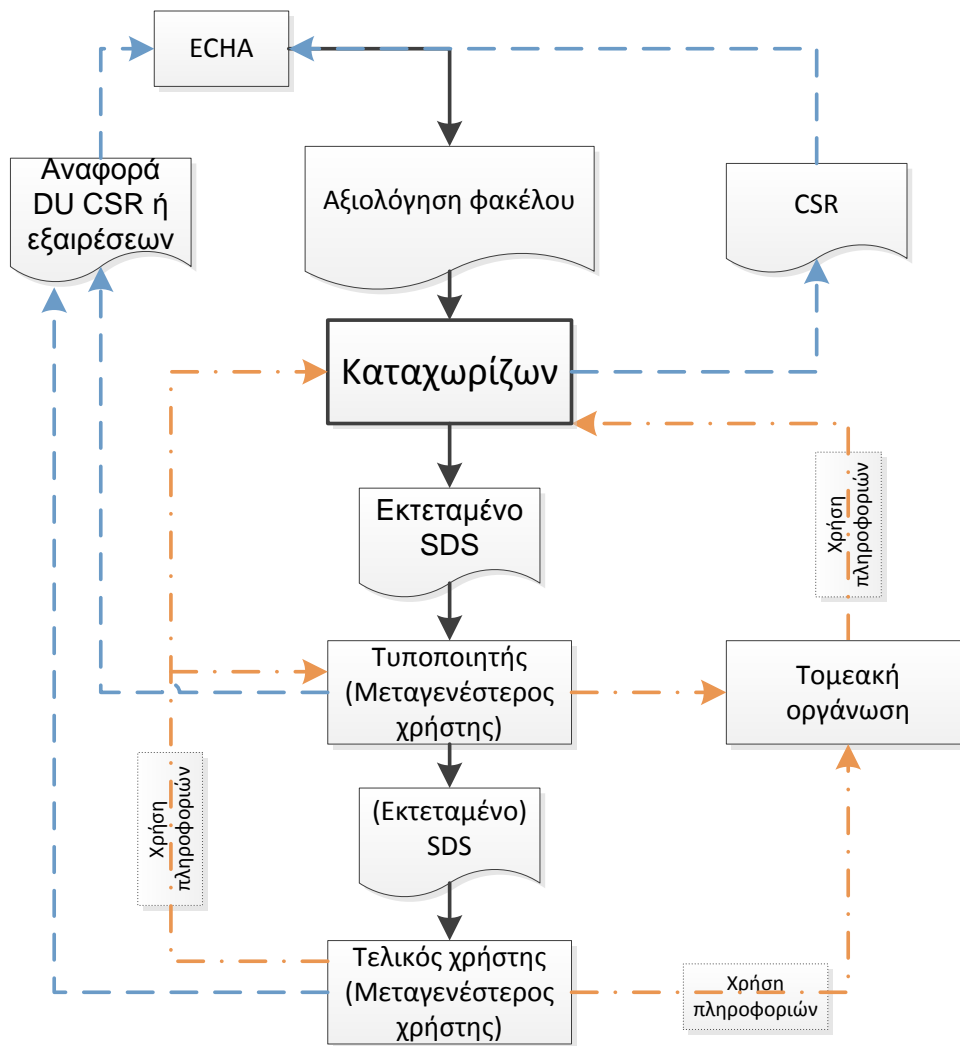 ECHA
Αναφορά
DU CSR ή
εξαιρέσεων
Αξιολόγηση φακέλου
CSR
Καταχωρίζων
Χρήση
πληροφοριών
Εκτεταμένο
SDS
Τυποποιητής
(Μεταγενέστερος
χρήστης)
Τομεακή
οργάνωση
Χρήση
πληροφοριών
(Εκτεταμένο)
SDS
Τελικός χρήστης
(Μεταγενέστερος
χρήστης)
Χρήση
πληροφοριών